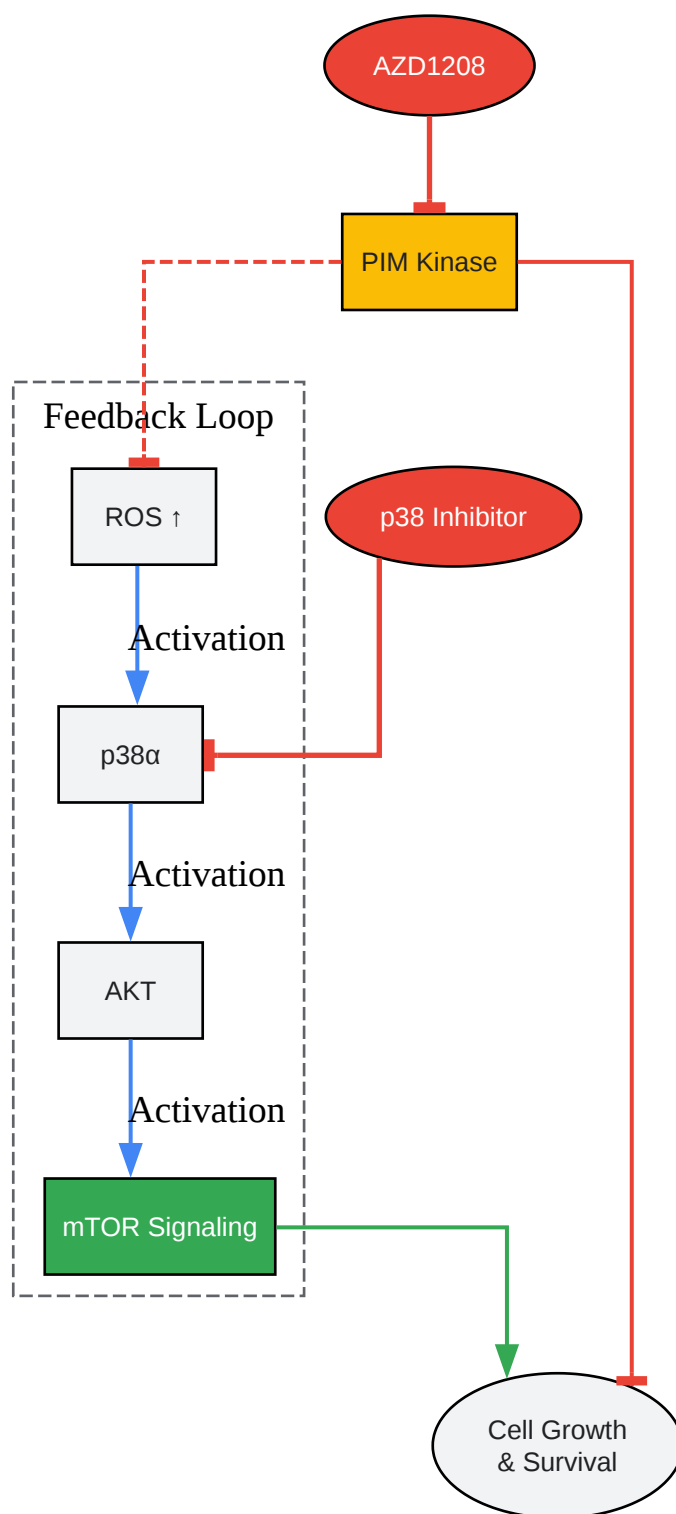 AZD1208
PIM Kinase
Feedback Loop
ROS ↑
p38 Inhibitor
Activation
p38α
Activation
AKT
Activation
mTOR Signaling
Cell Growth
& Survival